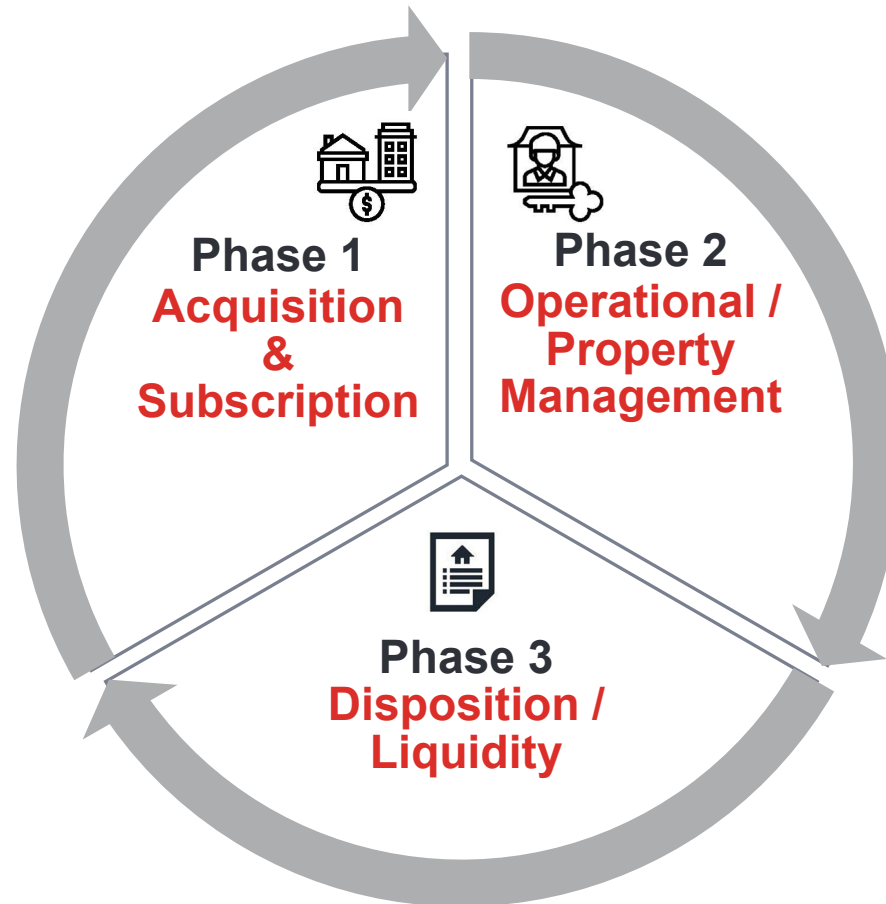 $
Phase 1
Acquisition
&
Subscription
Phase 2
Operational /
Property
Management
Phase 3
Disposition /
Liquidity